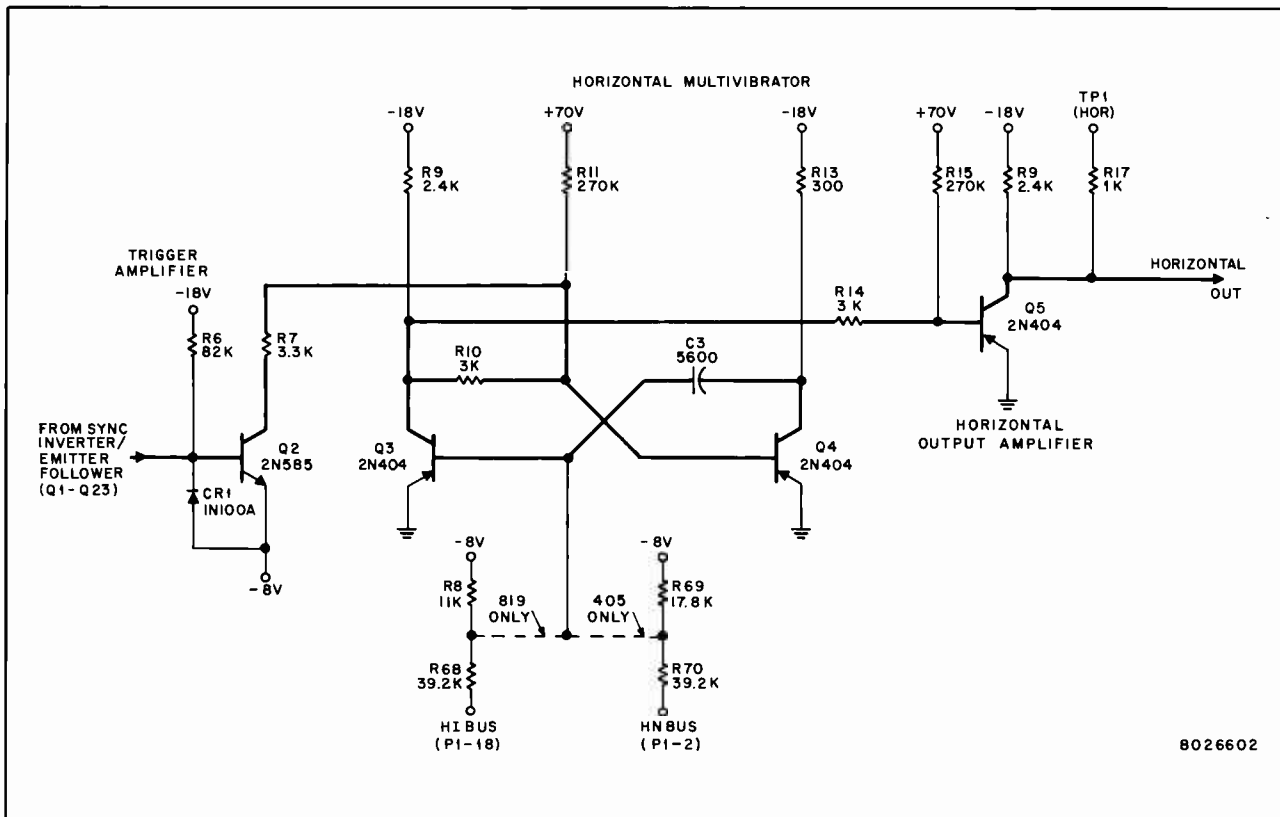 HORIZONTAL MULTIVIBRATOR
-18V
+70V
-18V
+70V
-18V
TP1
(HOR)
R9
2.4K
R11
270K
R13
300
R15
270K
R9
2.4K
R17
1K
TRIGGER
AMPLIFIER
-18V
HORIZONTAL
OUT
R6
82K
R7
3.3K
R14
3K
Q5
2N404
R10
3K
C3
5600
FROM SYNC
INVERTER/
EMITTER
FOLLOWER
(Q1-Q23)
Q2
2N585
Q3
2N404
Q4
2N404
HORIZONTAL
OUTPUT AMPLIFIER
CR1
IN100A
-8V
-8V
-8V
R8
11K
819
ONLY
405
ONLY
R69
17.8K
R68
39.2K
R70
39.2K
HI BUS
(P1-18)
HN BUS
(P1-2)
8026602